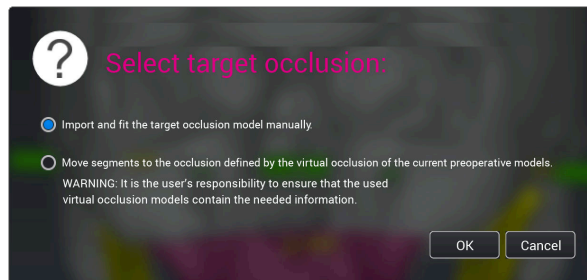 ?
Select target occlusion:
Import and fit the target occlusion model manually.
Move segments to the occlusion defined by the virtual occlusion of the current preoperative models.
WARNING: It is the user's responsibility to ensure that the used
virtual occlusion models contain the needed information.
OK
Cancel